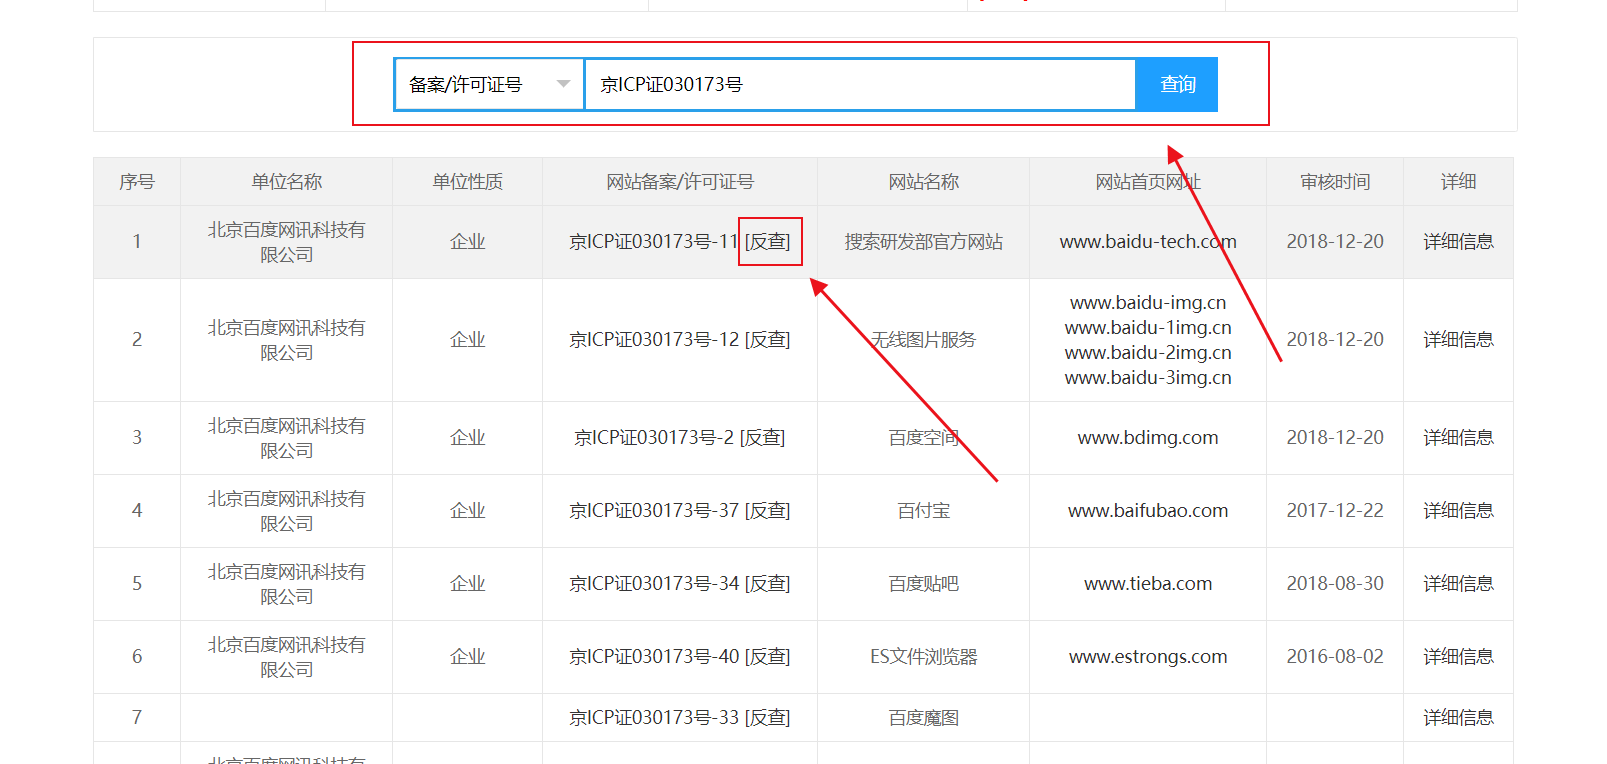 备案/许可证号 京ICP证030173号 查询
序号 单位名称 单位性质 网站备案/许可证号 网站名称 网站首页网址 审核时间 详细
1 北京百度网讯科技有限公司 企业 京ICP证030173号-11 [反查] 搜索研发部官方网站 www.baidu-tech.com 2018-12-20 详细信息
2 北京百度网讯科技有限公司 企业 京ICP证030173号-12 [反查] 无线图片服务 www.baidu-img.cn
www.baidu-1img.cn
www.baidu-2img.cn
www.baidu-3img.cn 2018-12-20 详细信息
3 北京百度网讯科技有限公司 企业 京ICP证030173号-2 [反查] 百度空间 www.bdimg.com 2018-12-20 详细信息
4 北京百度网讯科技有限公司 企业 京ICP证030173号-37 [反查] 百付宝 www.baifubao.com 2017-12-22 详细信息
5 北京百度网讯科技有限公司 企业 京ICP证030173号-34 [反查] 百度贴吧 www.tieba.com 2018-08-30 详细信息
6 北京百度网讯科技有限公司 企业 京ICP证030173号-40 [反查] ES文件浏览器 www.estrongs.com 2016-08-02 详细信息
7 京ICP证030173号-33 [反查] 百度魔图 详细信息
北京百度网讯科技有